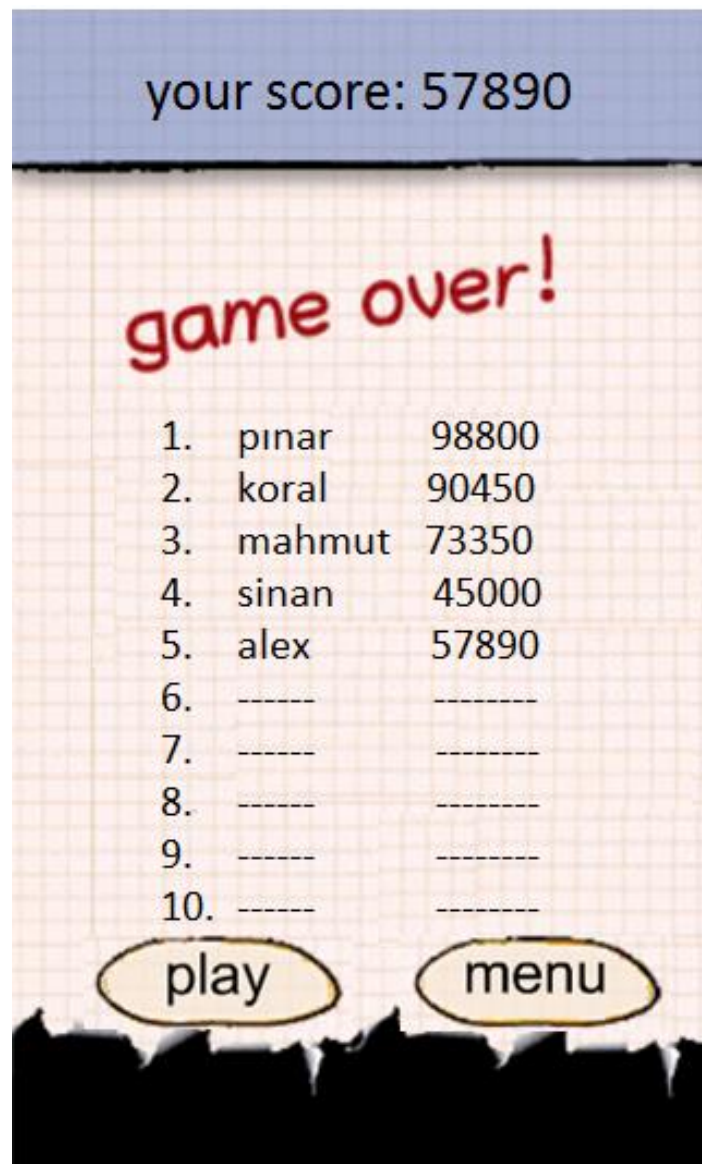 your score: 57890
game over!
1. pınar 98800
2. koral 90450
3. mahmut 73350
4. sinan 45000
5. alex 57890
6. ------ --------
7. ------ --------
8. ------ --------
9. ------ --------
10. ------ --------
play menu